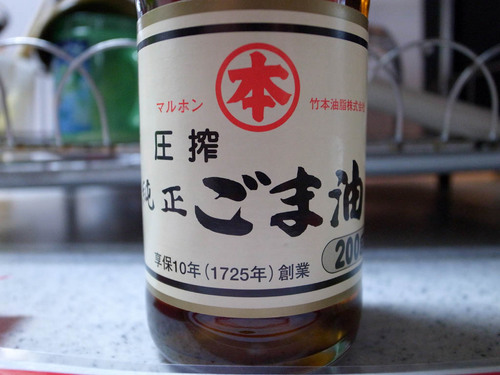 本
マルホン 竹本油脂株式会社
圧搾
純正ごま油
200
享保10年(1725年)創業